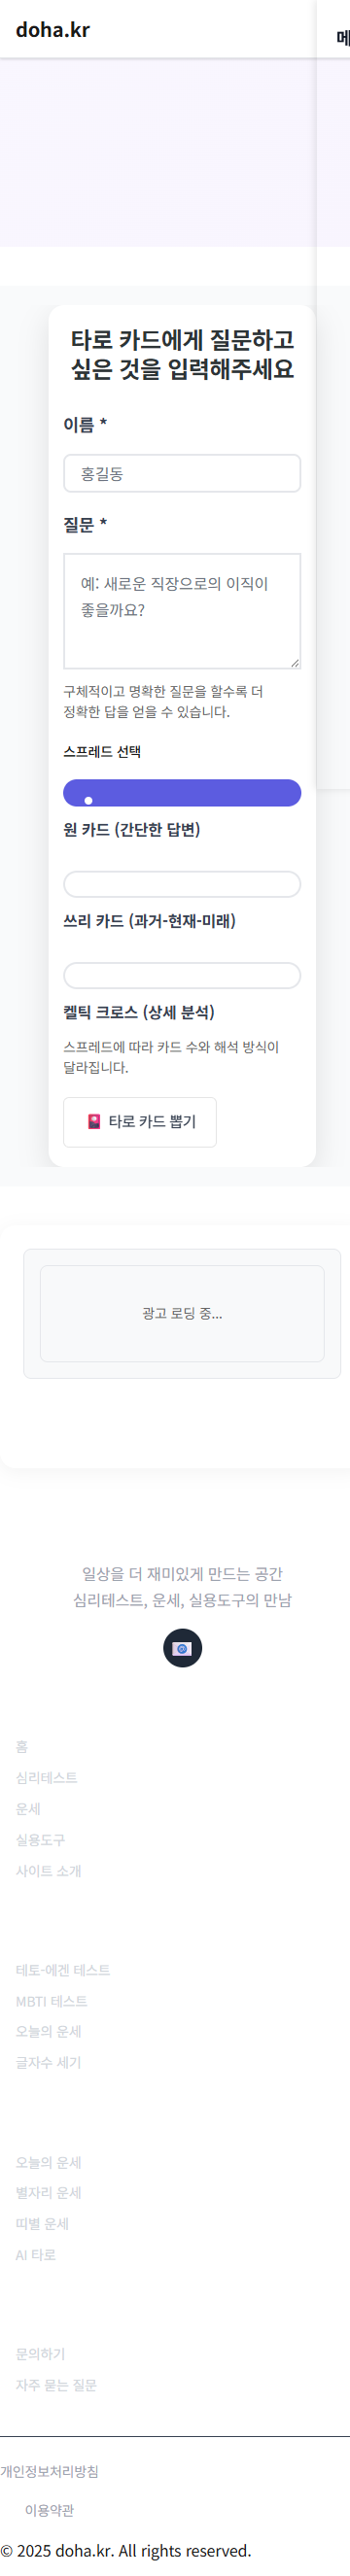 doha.kr
메
타로 카드에게 질문하고
싶은 것을 입력해주세요
이름 *
홍길동
질문 *
예: 새로운 직장으로의 이직이
좋을까요?
구체적이고 명확한 질문을 할수록 더
정확한 답을 얻을 수 있습니다.
스프레드 선택
원 카드 (간단한 답변)
쓰리 카드 (과거-현재-미래)
켈틱 크로스 (상세 분석)
스프레드에 따라 카드 수와 해석 방식이
달라집니다.
🎴 타로 카드 뽑기
광고 로딩 중...
일상을 더 재미있게 만드는 공간
심리테스트, 운세, 실용도구의 만남
홈
심리테스트
운세
실용도구
사이트 소개
테토-에겐 테스트
MBTI 테스트
오늘의 운세
글자수 세기
오늘의 운세
별자리 운세
띠별 운세
AI 타로
문의하기
자주 묻는 질문
개인정보처리방침
이용약관
© 2025 doha.kr. All rights reserved.